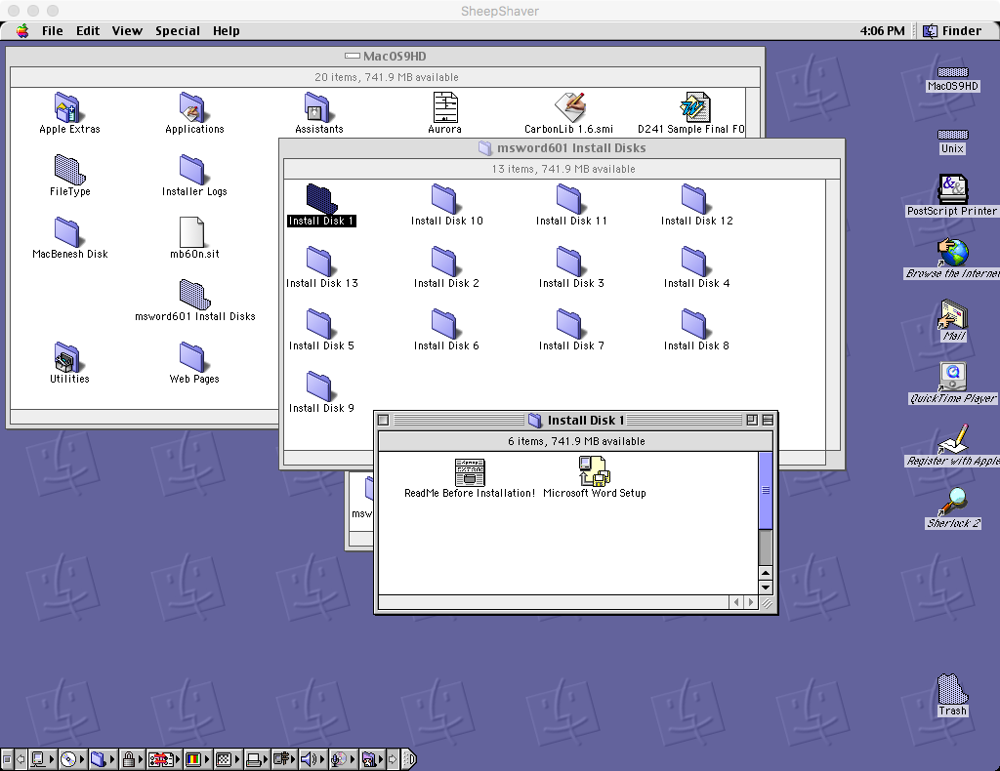 SheepShaver
File Edit View Special Help 4:06 PM Finder
MacOS9HD
20 items, 741.9 MB available
Apple Extras
Applications
Assistants
Aurora
CarbonLib 1.6.smi
D241 Sample Final FO
FileType
Installer Logs
MacBenesh Disk
mb60n.sit
msword601 Install Disks
Utilities
Web Pages
msword601 Install Disks
13 items, 741.9 MB available
Install Disk 1
Install Disk 10
Install Disk 11
Install Disk 12
Install Disk 13
Install Disk 2
Install Disk 3
Install Disk 4
Install Disk 5
Install Disk 6
Install Disk 7
Install Disk 8
Install Disk 9
msw
Install Disk 1
6 items, 741.9 MB available
ReadMe Before Installation!
Microsoft Word Setup
MacOS9HD
Unix
PostScript Printer
Browse the Internet
Mail
QuickTime Player
Register with Apple
Sherlock 2
Trash